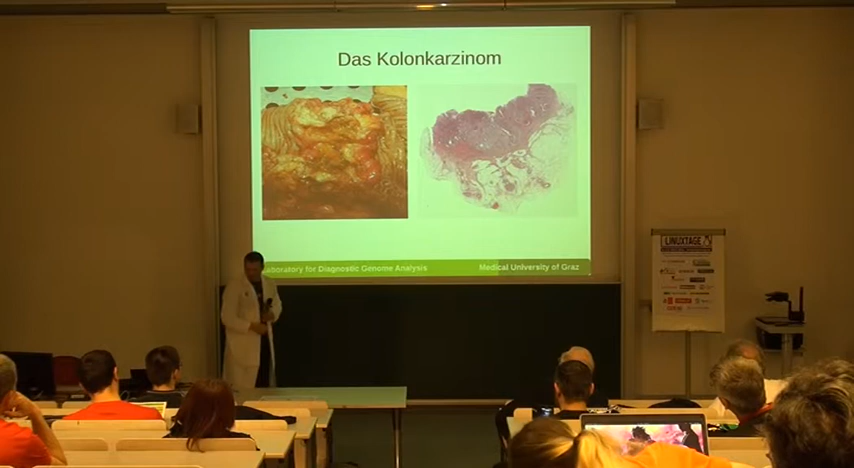 Das Kolonkarzinom
aboratory for Diagnostic Genome Analysis
Medical University of Graz
LINUXTAGE